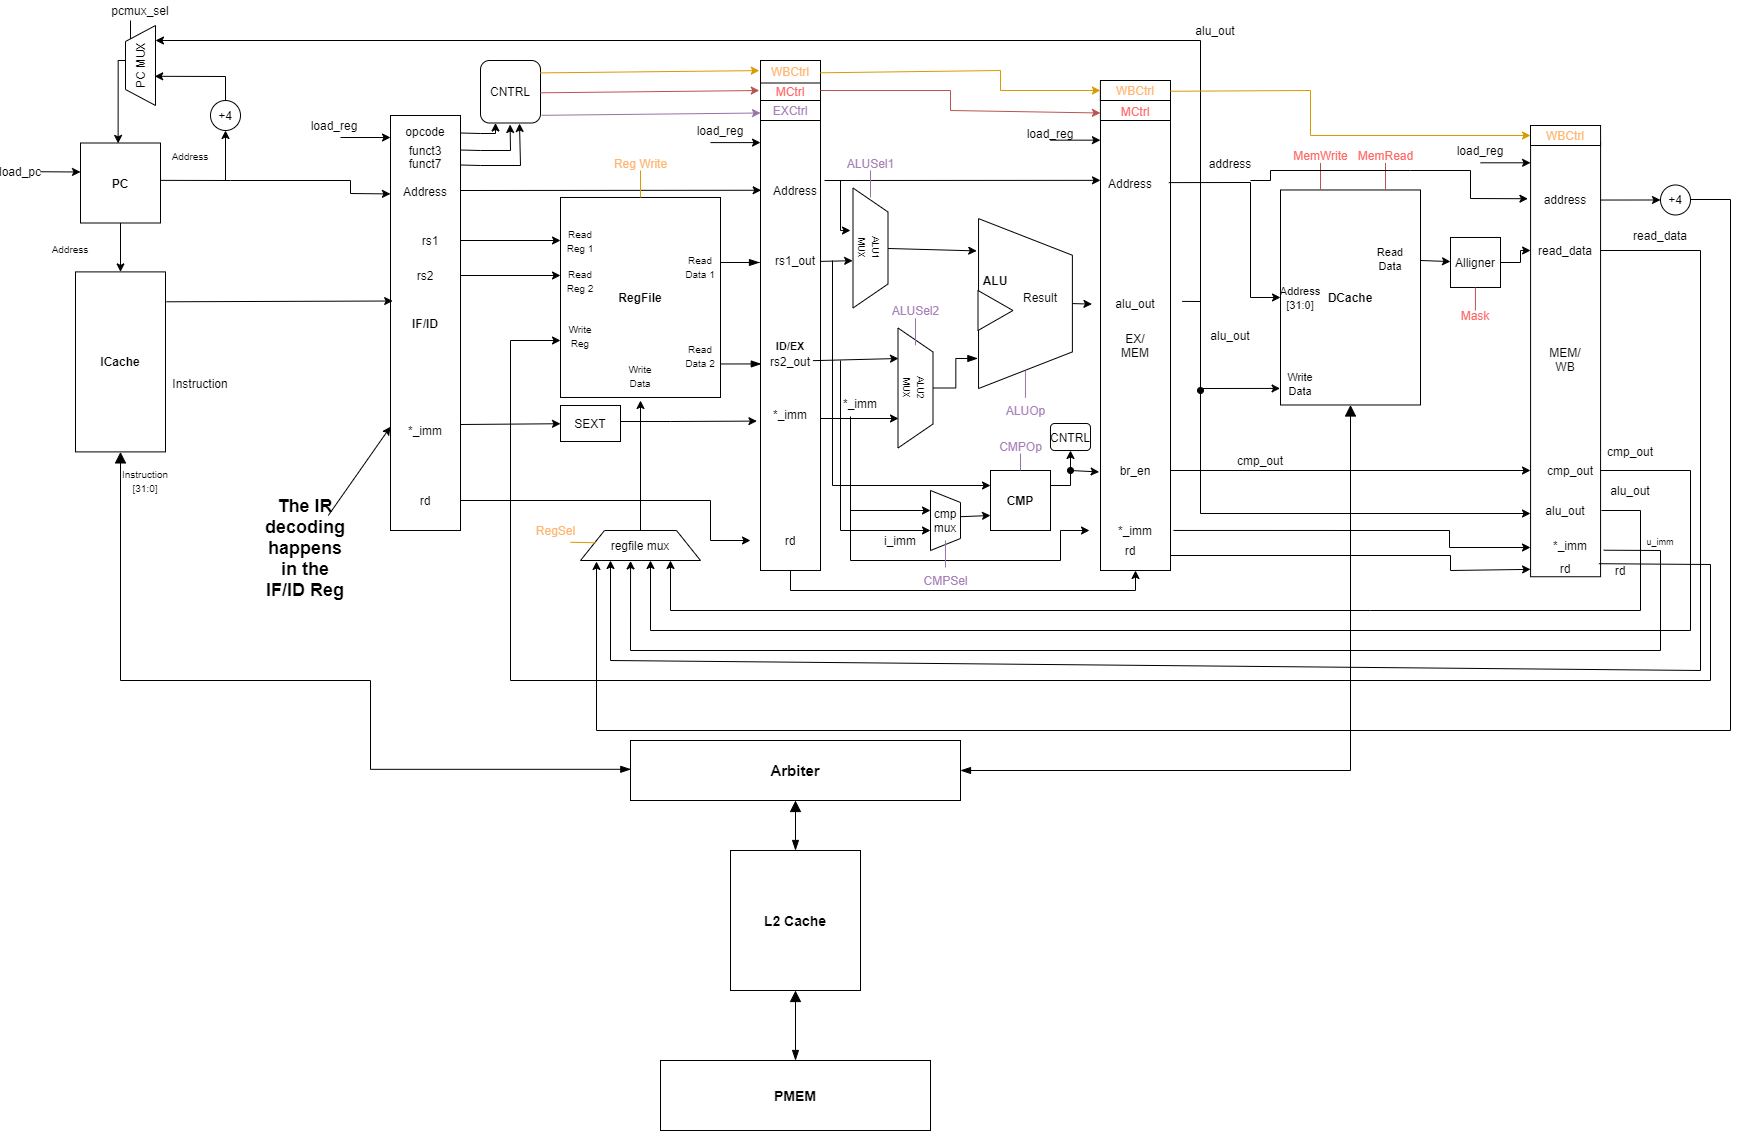 pcmux_sel
PC MUX
+4
load_pc
PC
Address
Address
ICache
Instruction
Instruction
[31:0]
The IR
decoding
happens
in the
IF/ID Reg
load_reg
opcode
funct3
funct7
Address
rs1
rs2
IF/ID
*_imm
rd
CNTRL
Reg Write
Read
Reg 1
Read
Reg 2
Write
Reg
RegFile
Read
Data 1
Read
Data 2
Write
Data
SEXT
RegSel
regfile mux
WBCtrl
MCtrl
EXCtrl
load_reg
Address
rs1_out
ID/EX
rs2_out
*_imm
rd
ALUSel1
ALU1
MUX
ALUSel2
ALU2
MUX
*_imm
ALU
Result
ALUOp
CMPOp
CNTRL
CMP
cmp
mux
i_imm
CMPSel
WBCtrl
MCtrl
load_reg
Address
alu_out
EX/
MEM
br_en
*_imm
rd
alu_out
address
alu_out
cmp_out
MemWrite
MemRead
Read
Data
Address
[31:0]
DCache
Write
Data
Alligner
Mask
WBCtrl
load_reg
address
read_data
MEM/
WB
cmp_out
alu_out
*_imm
rd
+4
read_data
cmp_out
alu_out
u_imm
rd
Arbiter
L2 Cache
PMEM